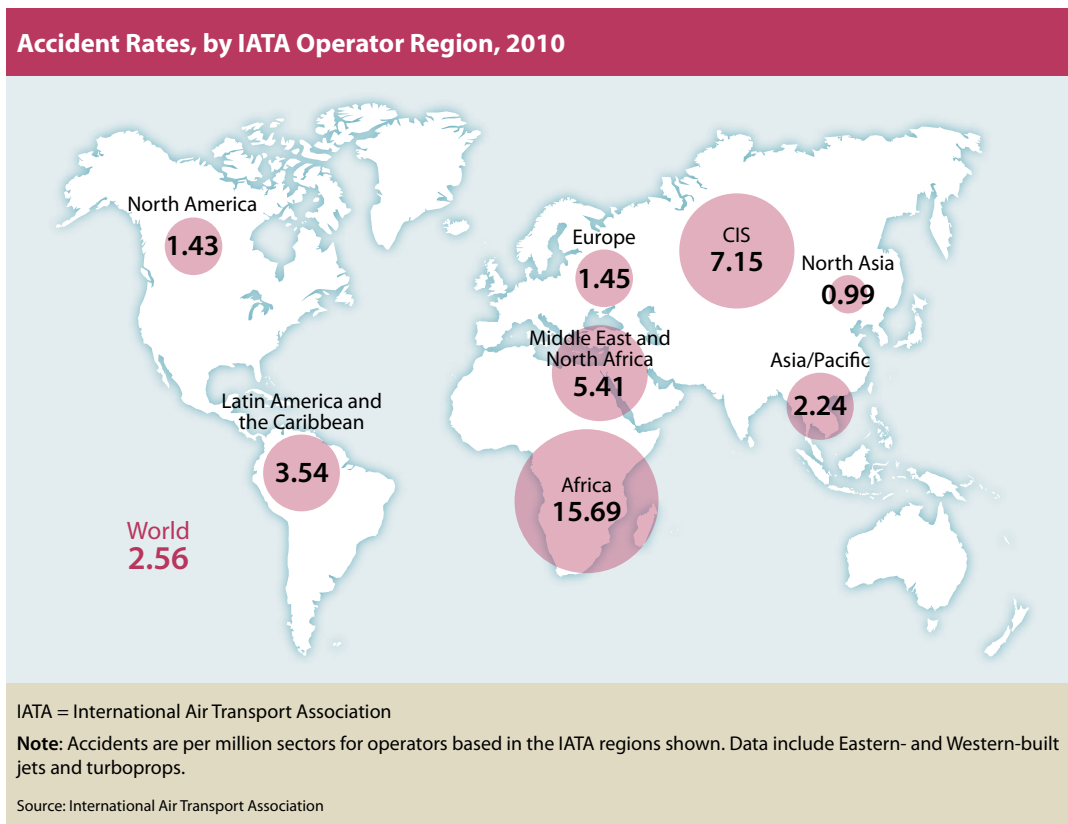 Accident Rates, by IATA Operator Region, 2010
North America
1.43
Europe
1.45
CIS
7.15
North Asia
0.99
Middle East and
North Africa
5.41
Asia/Pacific
2.24
Latin America and
the Caribbean
3.54
Africa
15.69
World
2.56
IATA = International Air Transport Association
Note: Accidents are per million sectors for operators based in the IATA regions shown. Data include Eastern- and Western-built
jets and turboprops.
Source: International Air Transport Association